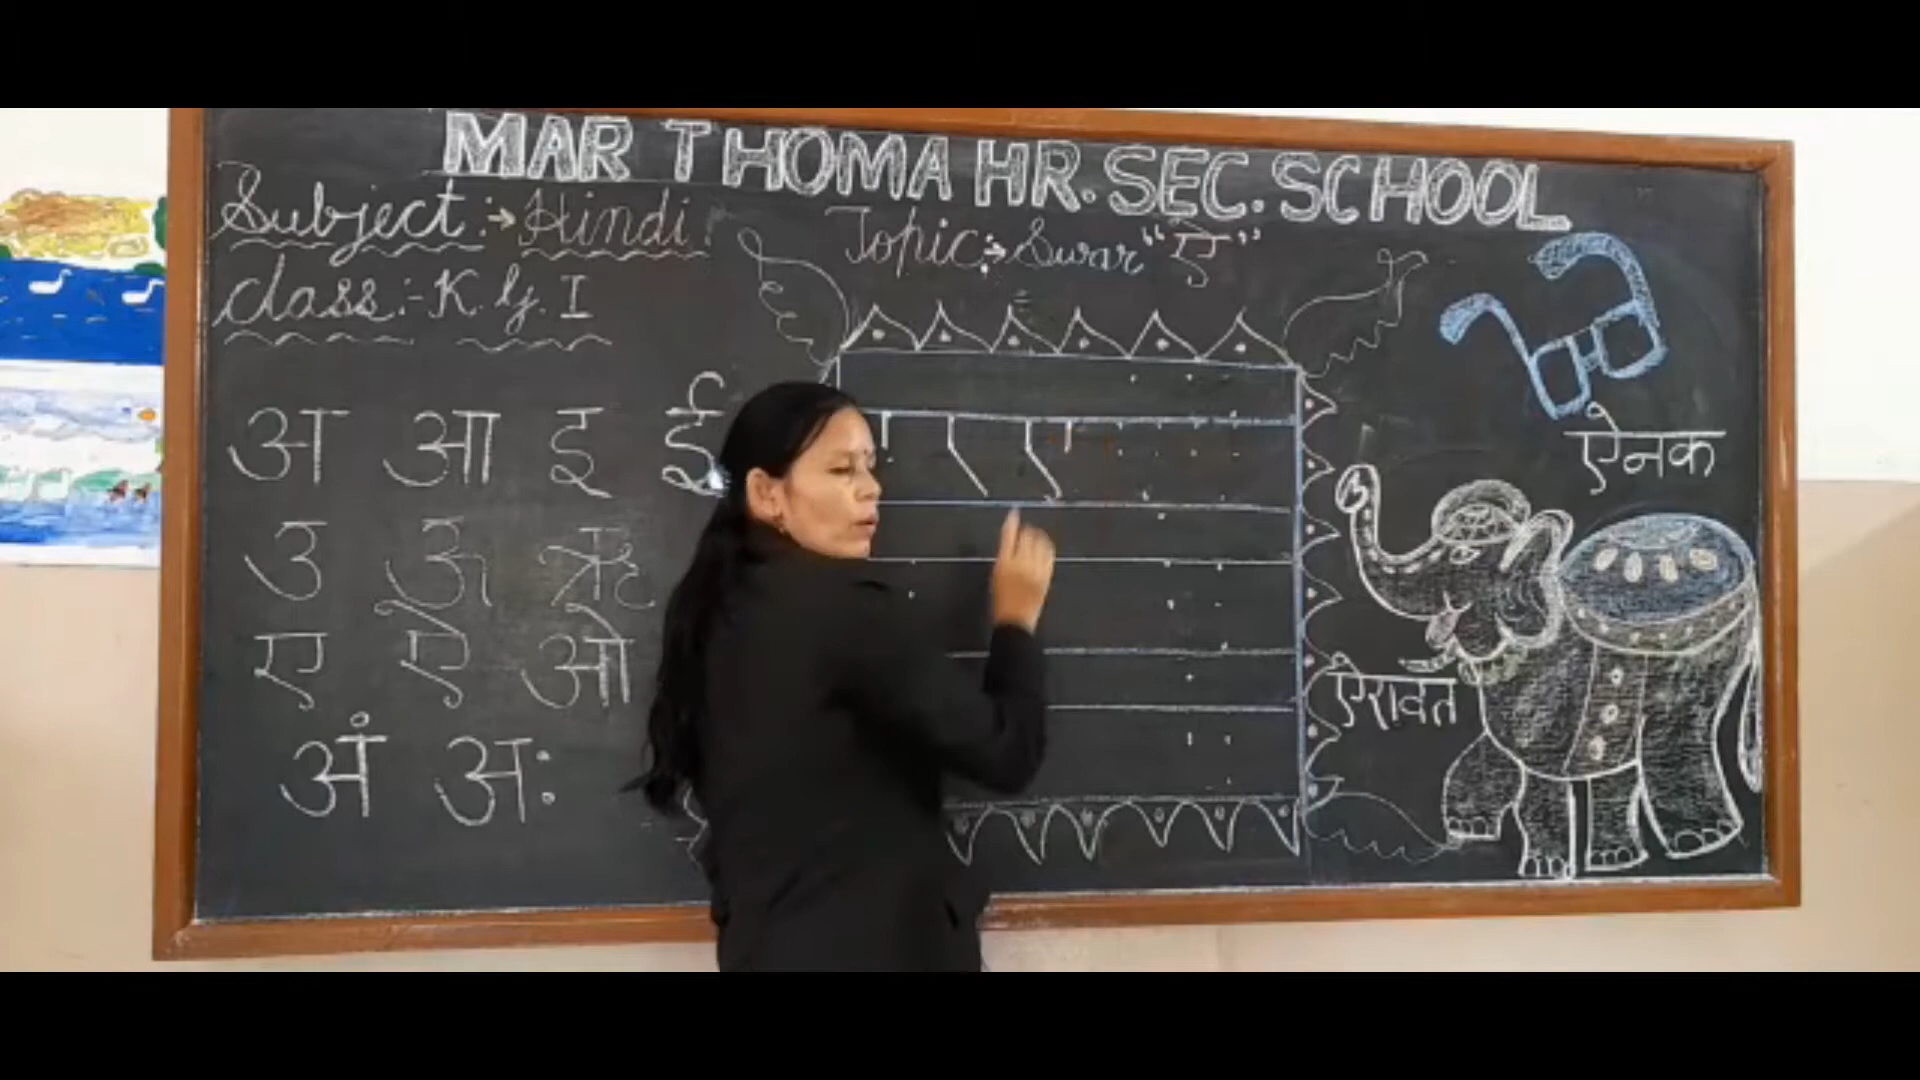 MAR THOMA HR. SEC. SCHOOL
Subject:→ Hindi
Topic:→ Swar "ऐ"
class:- K.G. I
अ आ इ ई
उ ऊ ऋ
ए ऐ ओ
अं अः
ऐनक
ऐरावत